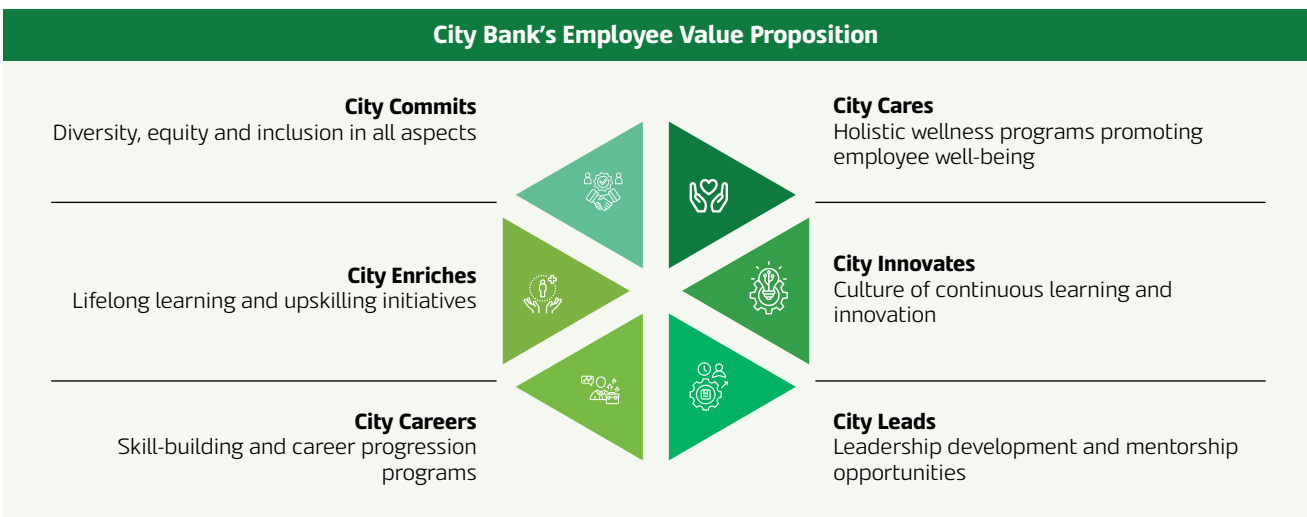 City Bank's Employee Value Proposition
City Commits
Diversity, equity and inclusion in all aspects
City Enriches
Lifelong learning and upskilling initiatives
City Careers
Skill-building and career progression
programs
City Cares
Holistic wellness programs promoting
employee well-being
City Innovates
Culture of continuous learning and
innovation
City Leads
Leadership development and mentorship
opportunities